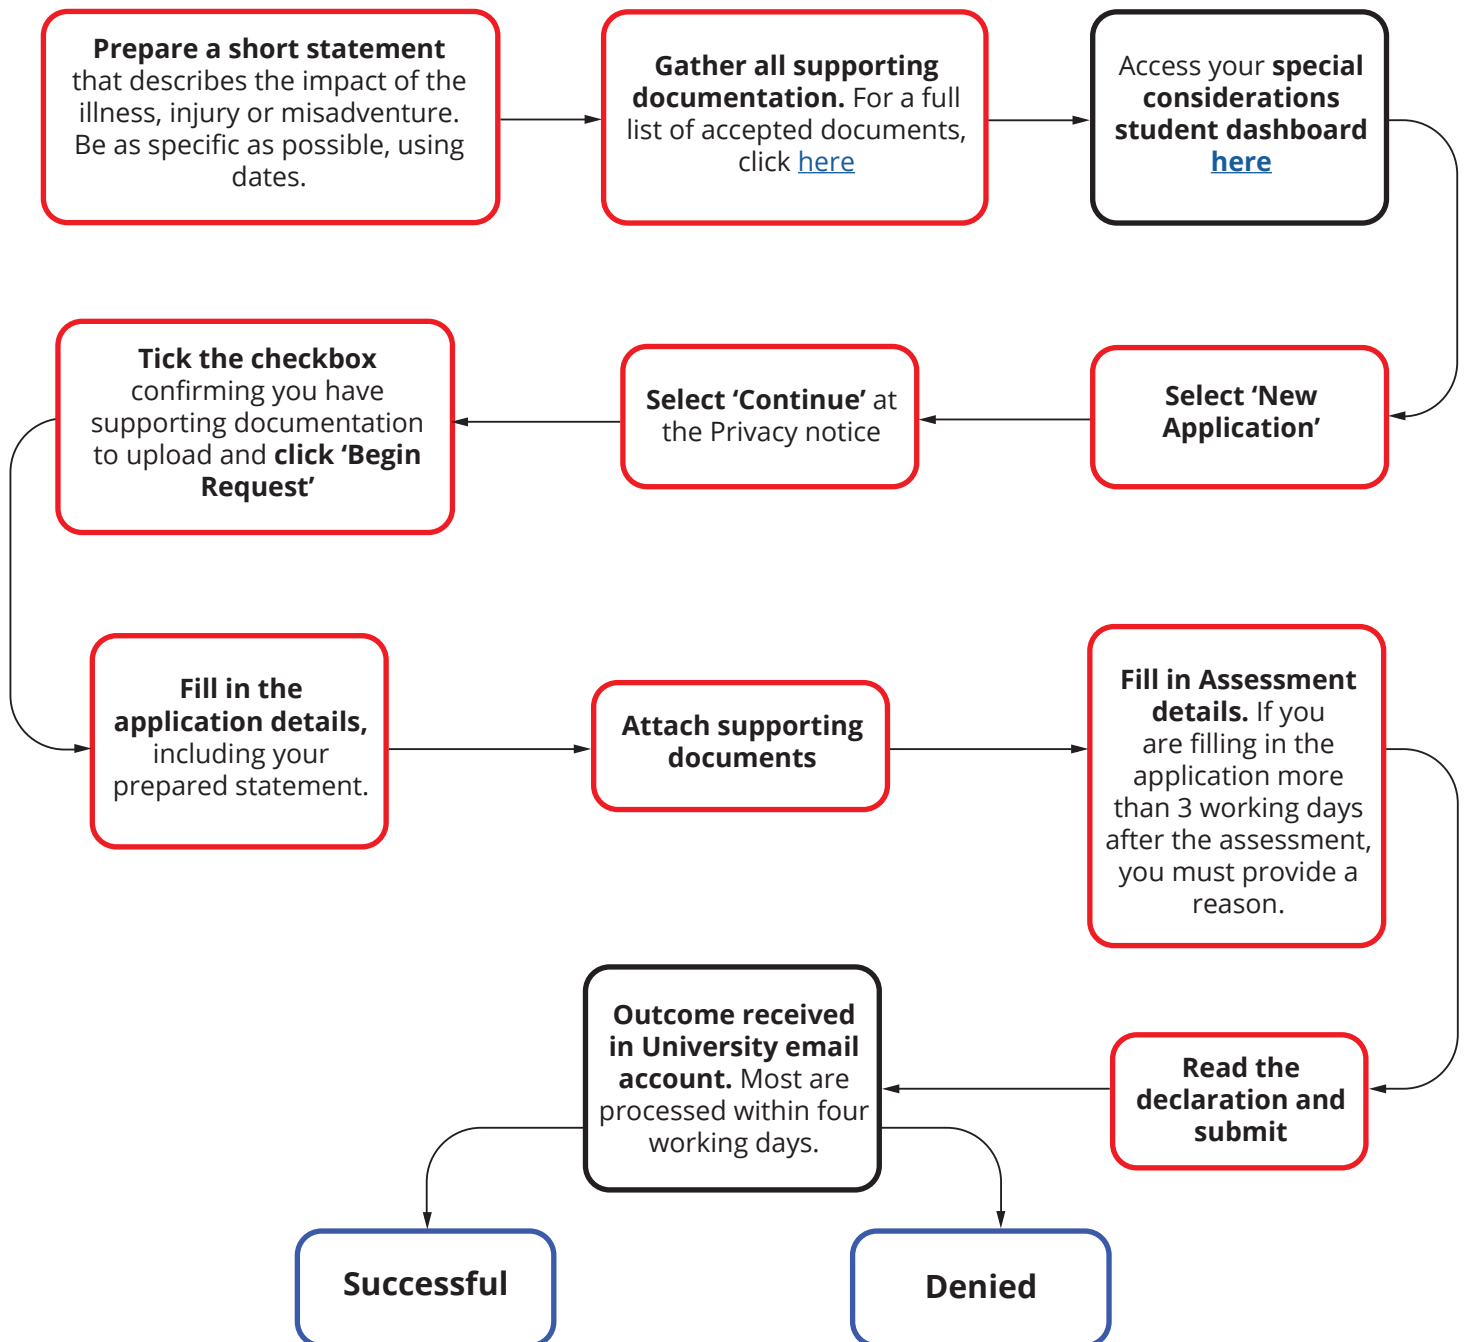 Prepare a short statement
that describes the impact of the
illness, injury or misadventure.
Be as specific as possible, using
dates.
Gather all supporting
documentation. For a full
list of accepted documents,
click here
Access your special
considerations
student dashboard
here
Select ‘New
Application’
Select ‘Continue’ at
the Privacy notice
Tick the checkbox
confirming you have
supporting documentation
to upload and click ‘Begin
Request’
Fill in the
application details,
including your
prepared statement.
Attach supporting
documents
Fill in Assessment
details. If you
are filling in the
application more
than 3 working days
after the assessment,
you must provide a
reason.
Read the
declaration and
submit
Outcome received
in University email
account. Most are
processed within four
working days.
Successful
Denied